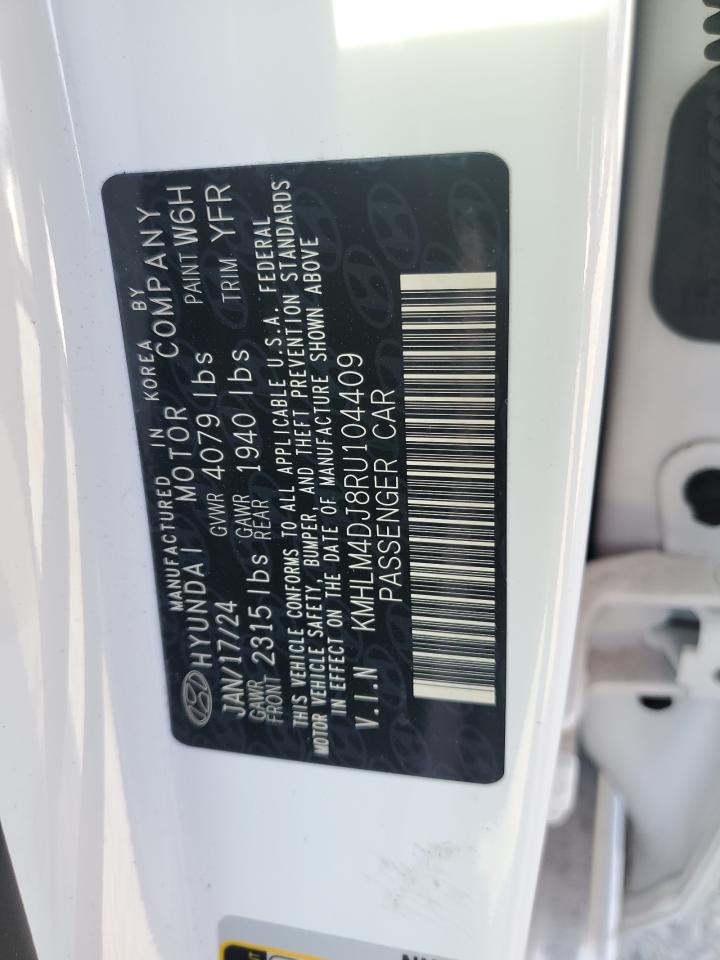 MANUFACTURED IN KOREA BY
HYUNDAI MOTOR COMPANY
JAN/17/24 GVWR 4079 lbs PAINT W6H
GAWR FRONT 2315 lbs GAWR REAR 1940 lbs TRIM YFR
THIS VEHICLE CONFORMS TO ALL APPLICABLE U.S.A. FEDERAL
MOTOR VEHICLE SAFETY, BUMPER, AND THEFT PREVENTION STANDARDS
IN EFFECT ON THE DATE OF MANUFACTURE SHOWN ABOVE
V.I.N KMHLM4DJ8RU104409
PASSENGER CAR